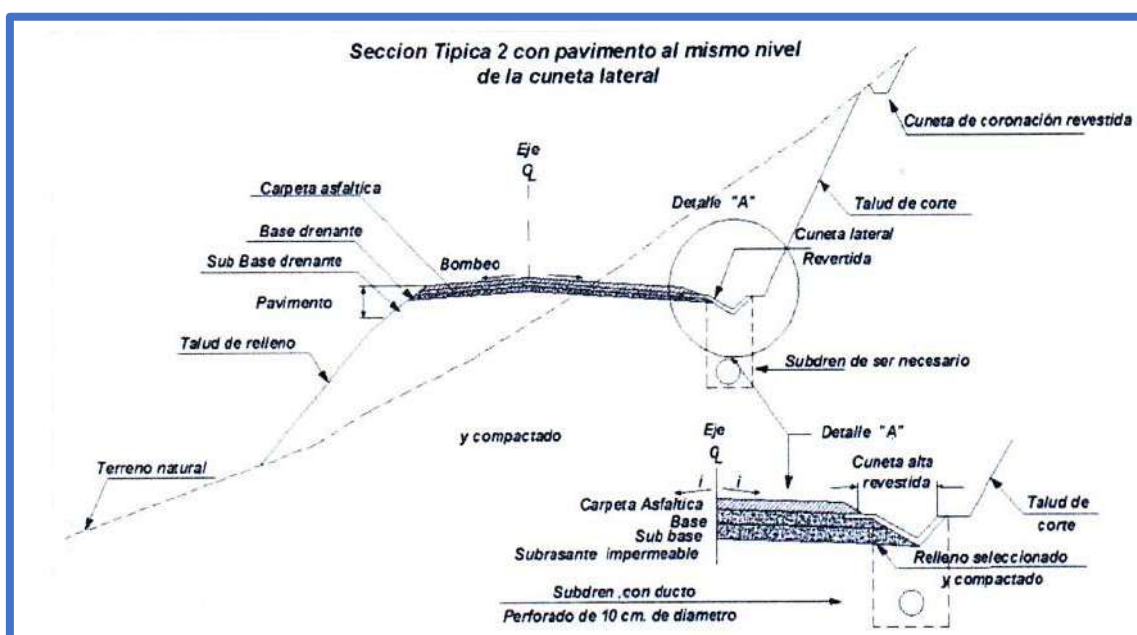 Seccion Tipica 2 con pavimento al mismo nivel
de la cuneta lateral
Cuneta de coronación revestida
Eje
CL
Carpeta asfaltica
Detalle "A"
Talud de corte
Base drenante
Cuneta lateral
Revertida
Sub Base drenante
Bombeo
Pavimento
Talud de relleno
Subdren de ser necesario
y compactado
Eje
CL
Detalle "A"
Terreno natural
Cuneta alta
revestida
i i
Carpeta Asfaltica
Base
Sub base
Subrasante impermeable
Talud de
corte
Relleno seleccionado
y compactado
Subdren ,con ducto
Perforado de 10 cm. de diametro